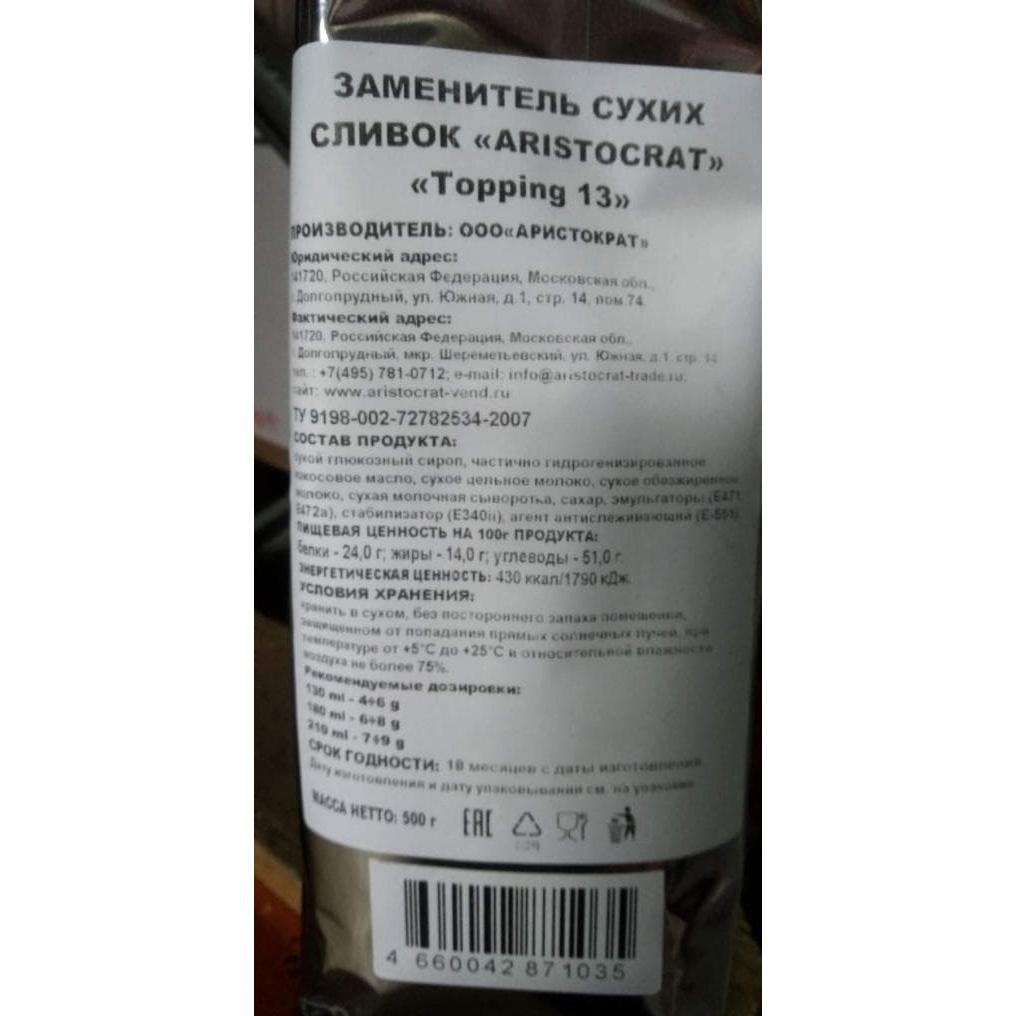 ЗАМЕНИТЕЛЬ СУХИХ
СЛИВОК «ARISTOCRAT»
«Topping 13»
ПРОИЗВОДИТЕЛЬ: ООО«АРИСТОКРАТ»
Юридический адрес:
141720, Российская Федерация, Московская обл.,
г. Долгопрудный, ул. Южная, д.1, стр. 14, пом.74
Фактический адрес:
141720, Российская Федерация, Московская обл.,
г. Долгопрудный, мкр. Шереметьевский, ул. Южная, д.1 стр. 14
тел. : +7(495) 781-0712; e-mail: info@aristocrat-trade.ru;
сайт: www.aristocrat-vend.ru
ТУ 9198-002-72782534-2007
СОСТАВ ПРОДУКТА:
сухой глюкозный сироп, частично гидрогенизированное
кокосовое масло, сухое цельное молоко, сухое обезжиренное
молоко, сухая молочная сыворотка, сахар, эмульгаторы (Е471,
Е472а), стабилизатор (Е340ii), агент антислеживающий (Е-551)
ПИЩЕВАЯ ЦЕННОСТЬ НА 100г ПРОДУКТА:
белки - 24,0 г; жиры - 14,0 г; углеводы - 51,0 г.
ЭНЕРГЕТИЧЕСКАЯ ЦЕННОСТЬ: 430 ккал/1790 кДж.
УСЛОВИЯ ХРАНЕНИЯ:
хранить в сухом, без постороннего запаха помещении,
защищенном от попадания прямых солнечных лучей, при
температуре от +5°С до +25°С и относительной влажности
воздуха не более 75%.
Рекомендуемые дозировки:
130 ml - 4÷6 g
180 ml - 6÷8 g
210 ml - 7÷9 g
СРОК ГОДНОСТИ: 18 месяцев с даты изготовления
Дату изготовления и дату упаковывания см. на упаковке
МАССА НЕТТО: 500 г
EAC
4 660042 871035